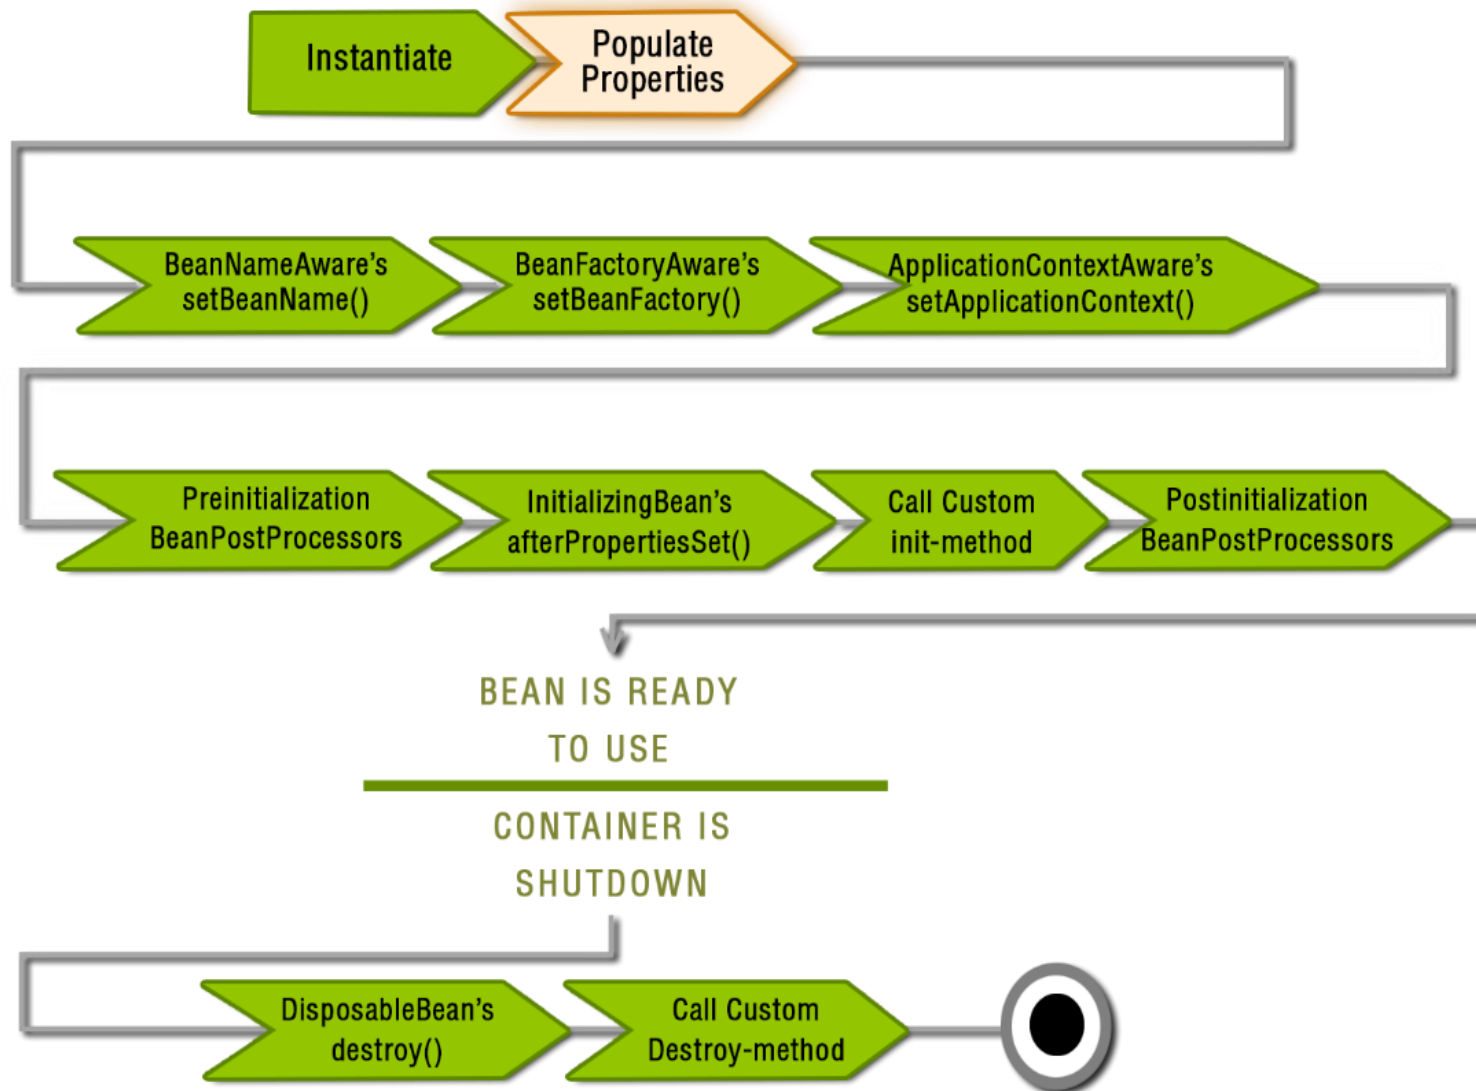 Instantiate
Populate
Properties
BeanNameAware's
setBeanName()
BeanFactoryAware's
setBeanFactory()
ApplicationContextAware's
setApplicationContext()
Preinitialization
BeanPostProcessors
InitializingBean's
afterPropertiesSet()
Call Custom
init-method
Postinitialization
BeanPostProcessors
BEAN IS READY
TO USE
CONTAINER IS
SHUTDOWN
DisposableBean's
destroy()
Call Custom
Destroy-method